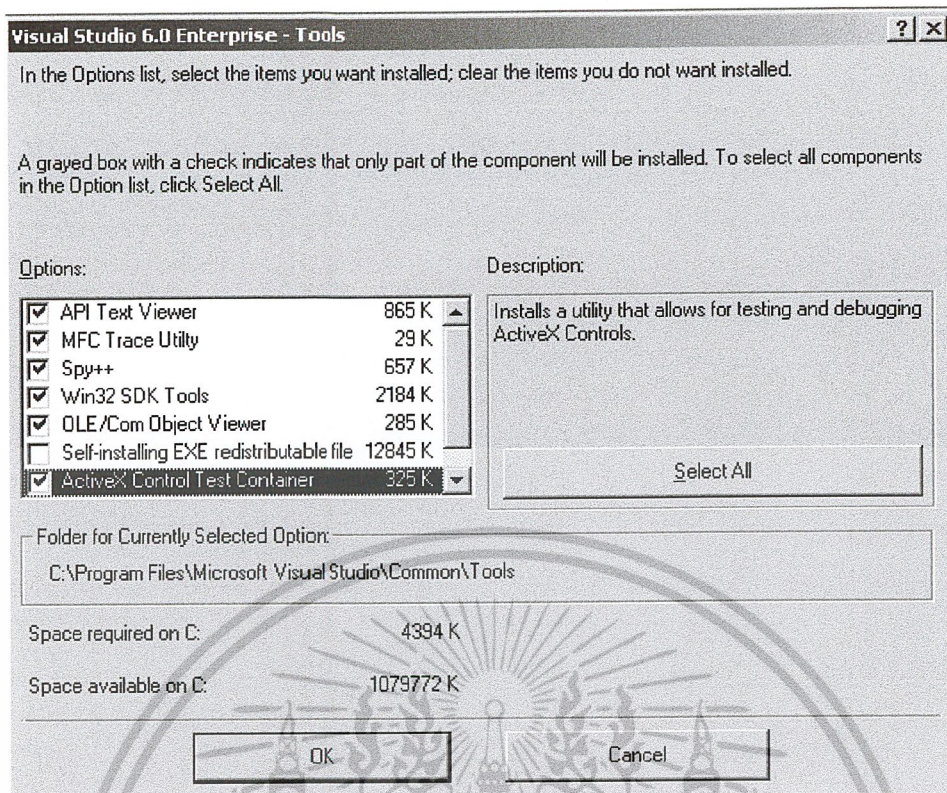 Visual Studio 6.0 Enterprise - Tools
In the Options list, select the items you want installed; clear the items you do not want installed.
A grayed box with a check indicates that only part of the component will be installed. To select all components
in the Option list, click Select All.
Options:
API Text Viewer 865 K
MFC Trace Utilty 29 K
Spy++ 657 K
Win32 SDK Tools 2184 K
OLE/Com Object Viewer 285 K
Self-installing EXE redistributable file 12845 K
ActiveX Control Test Container 325 K
Description:
Installs a utility that allows for testing and debugging
ActiveX Controls.
Select All
Folder for Currently Selected Option:
C:\Program Files\Microsoft Visual Studio\Common\Tools
Space required on C: 4394 K
Space available on C: 1079772 K
OK Cancel